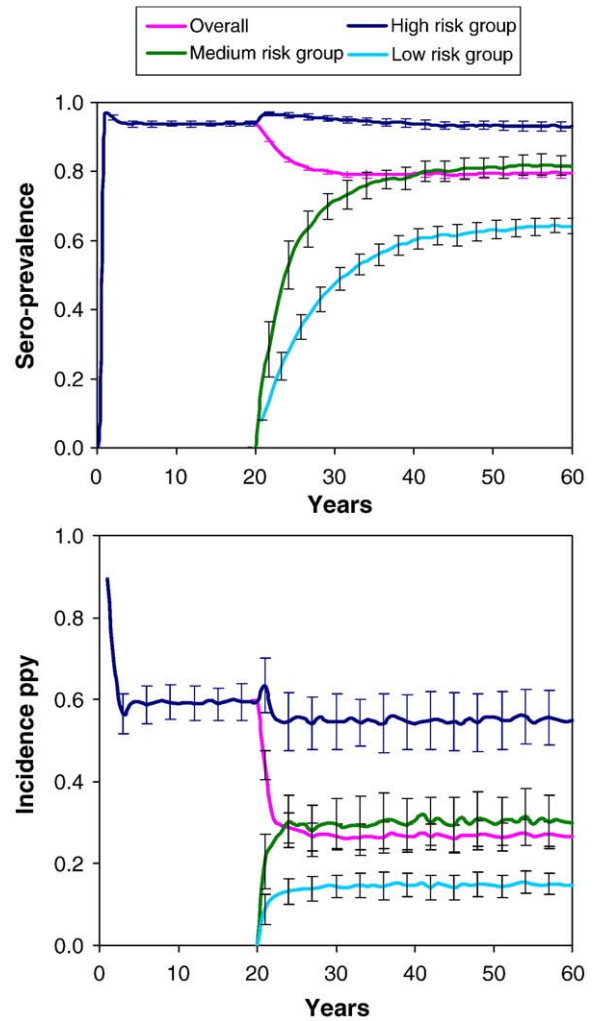 Overall High risk group
Medium risk group Low risk group
1.0
0.8
0.6
0.4
0.2
0.0
Sero-prevalence
0 10 20 30 40 50 60
Years
1.0
0.8
0.6
0.4
0.2
0.0
Incidence ppy
0 10 20 30 40 50 60
Years